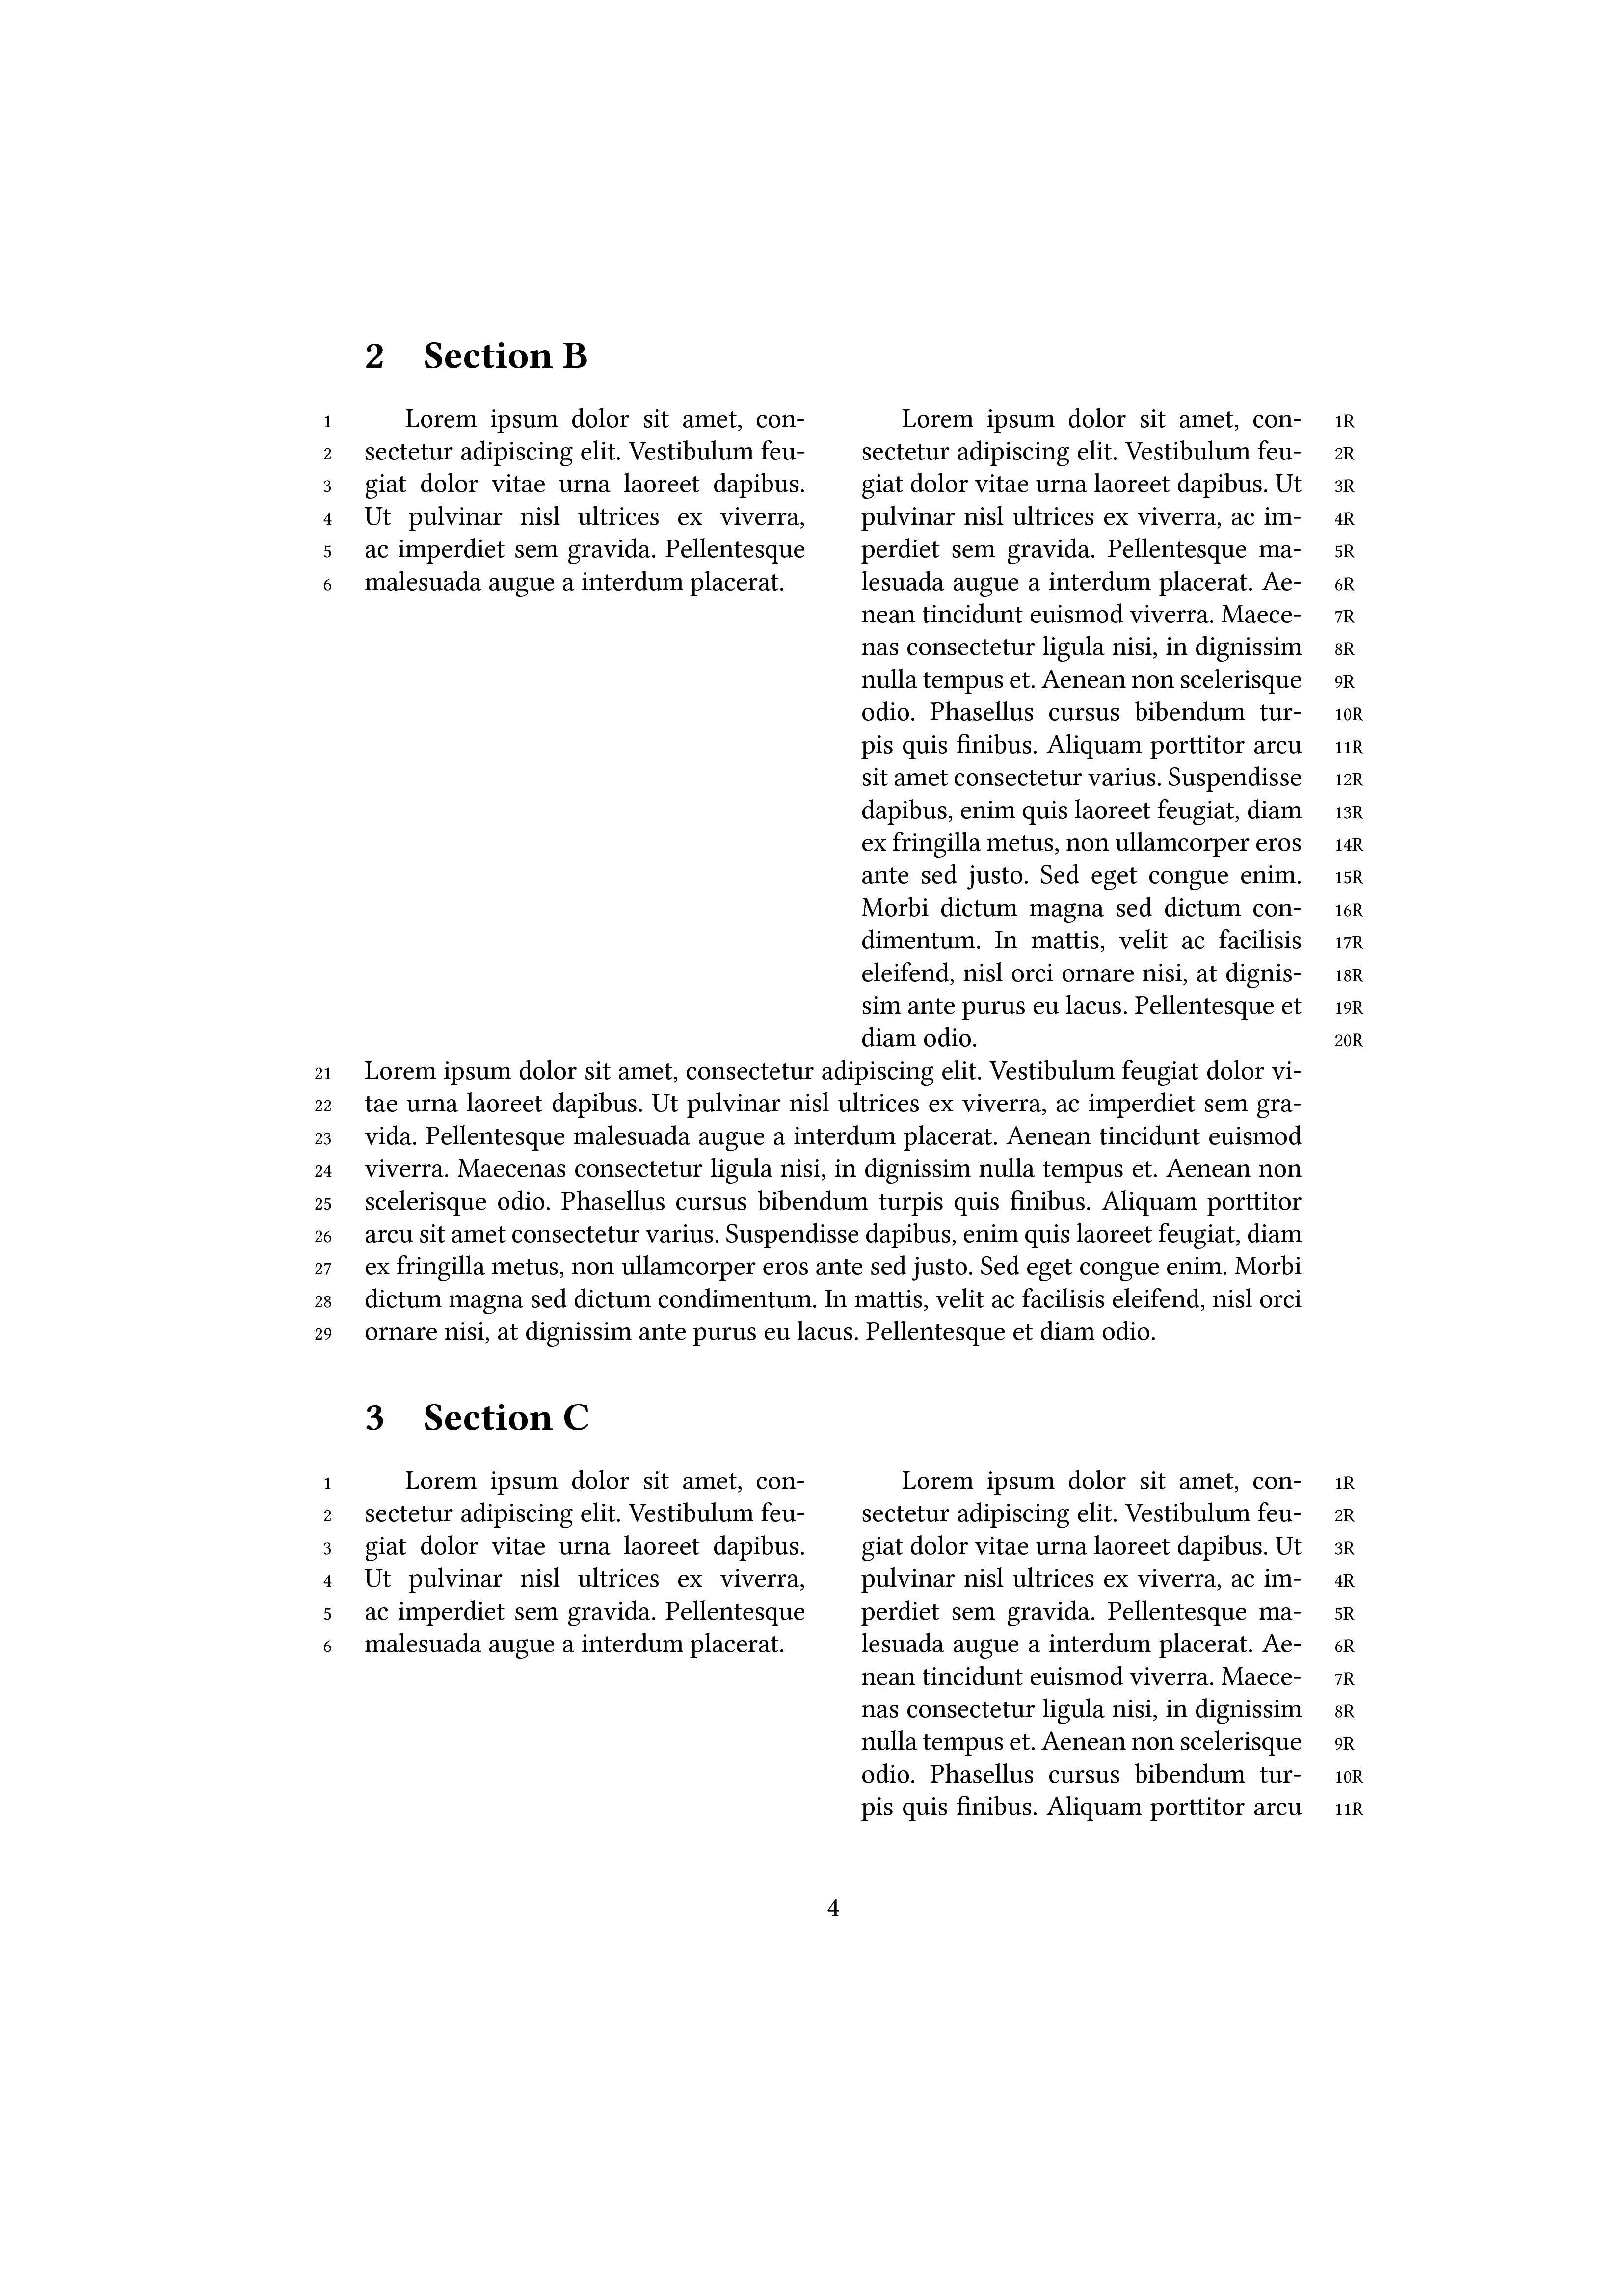 2 Section B
1 Lorem ipsum dolor sit amet, con-
2 sectetur adipiscing elit. Vestibulum feu-
3 giat dolor vitae urna laoreet dapibus.
4 Ut pulvinar nisl ultrices ex viverra,
5 ac imperdiet sem gravida. Pellentesque
6 malesuada augue a interdum placerat.
Lorem ipsum dolor sit amet, con- 1R
sectetur adipiscing elit. Vestibulum feu- 2R
giat dolor vitae urna laoreet dapibus. Ut 3R
pulvinar nisl ultrices ex viverra, ac im- 4R
perdiet sem gravida. Pellentesque ma- 5R
lesuada augue a interdum placerat. Ae- 6R
nean tincidunt euismod viverra. Maece- 7R
nas consectetur ligula nisi, in dignissim 8R
nulla tempus et. Aenean non scelerisque 9R
odio. Phasellus cursus bibendum tur- 10R
pis quis finibus. Aliquam porttitor arcu 11R
sit amet consectetur varius. Suspendisse 12R
dapibus, enim quis laoreet feugiat, diam 13R
ex fringilla metus, non ullamcorper eros 14R
ante sed justo. Sed eget congue enim. 15R
Morbi dictum magna sed dictum con- 16R
dimentum. In mattis, velit ac facilisis 17R
eleifend, nisl orci ornare nisi, at dignis- 18R
sim ante purus eu lacus. Pellentesque et 19R
diam odio. 20R
21 Lorem ipsum dolor sit amet, consectetur adipiscing elit. Vestibulum feugiat dolor vi-
22 tae urna laoreet dapibus. Ut pulvinar nisl ultrices ex viverra, ac imperdiet sem gra-
23 vida. Pellentesque malesuada augue a interdum placerat. Aenean tincidunt euismod
24 viverra. Maecenas consectetur ligula nisi, in dignissim nulla tempus et. Aenean non
25 scelerisque odio. Phasellus cursus bibendum turpis quis finibus. Aliquam porttitor
26 arcu sit amet consectetur varius. Suspendisse dapibus, enim quis laoreet feugiat, diam
27 ex fringilla metus, non ullamcorper eros ante sed justo. Sed eget congue enim. Morbi
28 dictum magna sed dictum condimentum. In mattis, velit ac facilisis eleifend, nisl orci
29 ornare nisi, at dignissim ante purus eu lacus. Pellentesque et diam odio.
3 Section C
1 Lorem ipsum dolor sit amet, con-
2 sectetur adipiscing elit. Vestibulum feu-
3 giat dolor vitae urna laoreet dapibus.
4 Ut pulvinar nisl ultrices ex viverra,
5 ac imperdiet sem gravida. Pellentesque
6 malesuada augue a interdum placerat.
Lorem ipsum dolor sit amet, con- 1R
sectetur adipiscing elit. Vestibulum feu- 2R
giat dolor vitae urna laoreet dapibus. Ut 3R
pulvinar nisl ultrices ex viverra, ac im- 4R
perdiet sem gravida. Pellentesque ma- 5R
lesuada augue a interdum placerat. Ae- 6R
nean tincidunt euismod viverra. Maece- 7R
nas consectetur ligula nisi, in dignissim 8R
nulla tempus et. Aenean non scelerisque 9R
odio. Phasellus cursus bibendum tur- 10R
pis quis finibus. Aliquam porttitor arcu 11R
4